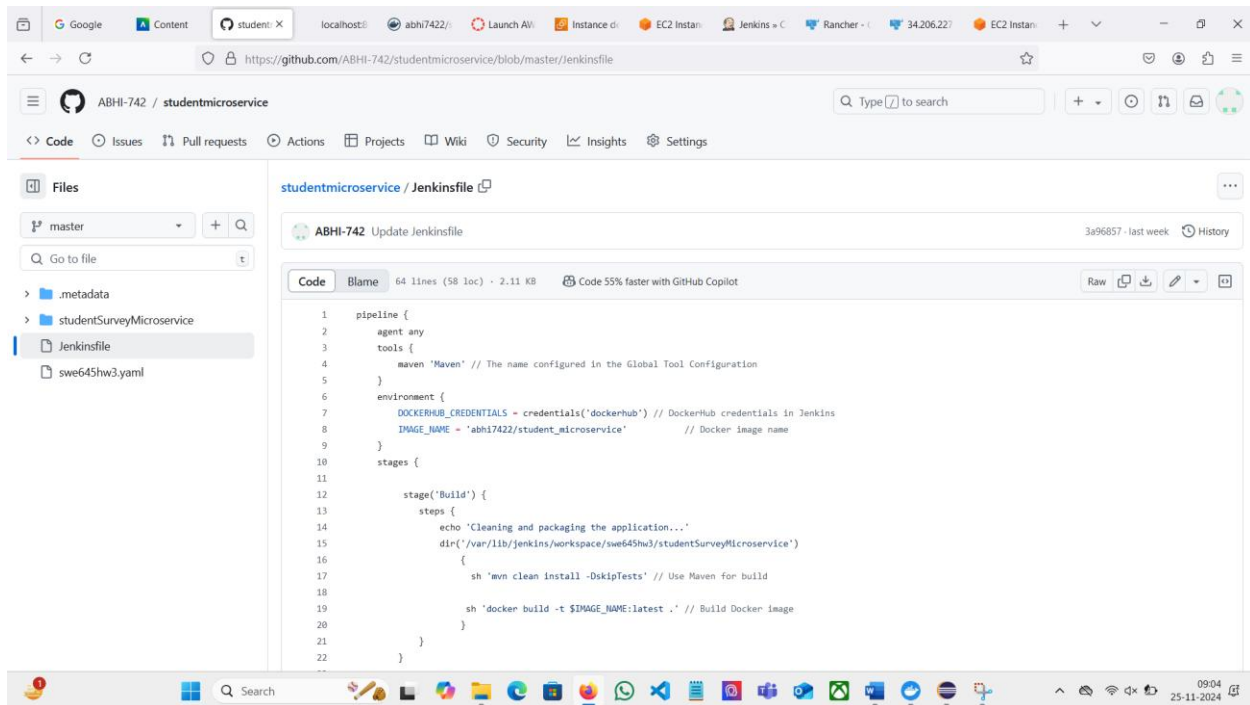 Google
Content
student
localhost:8
abhi7422/
Launch AW
Instance de
EC2 Instan
Jenkins » C
Rancher - (
34.206.227
EC2 Instan
https://github.com/ABHI-742/studentmicroservice/blob/master/Jenkinsfile
ABHI-742 / studentmicroservice
Type / to search
Code Issues Pull requests Actions Projects Wiki Security Insights Settings
Files
studentmicroservice / Jenkinsfile
master
ABHI-742 Update Jenkinsfile
3a96857 · last week History
Go to file t
Code Blame 64 lines (58 loc) · 2.11 KB Code 55% faster with GitHub Copilot
Raw
.metadata
studentSurveyMicroservice
Jenkinsfile
swe645hw3.yaml
1 pipeline {
2 agent any
3 tools {
4 maven 'Maven' // The name configured in the Global Tool Configuration
5 }
6 environment {
7 DOCKERHUB_CREDENTIALS = credentials('dockerhub') // DockerHub credentials in Jenkins
8 IMAGE_NAME = 'abhi7422/student_microservice' // Docker image name
9 }
10 stages {
11
12 stage('Build') {
13 steps {
14 echo 'Cleaning and packaging the application...'
15 dir('/var/lib/jenkins/workspace/swe645hw3/studentSurveyMicroservice')
16 {
17 sh 'mvn clean install -DskipTests' // Use Maven for build
18
19 sh 'docker build -t $IMAGE_NAME:latest .' // Build Docker image
20 }
21 }
22 }
1
Search
09:04
25-11-2024